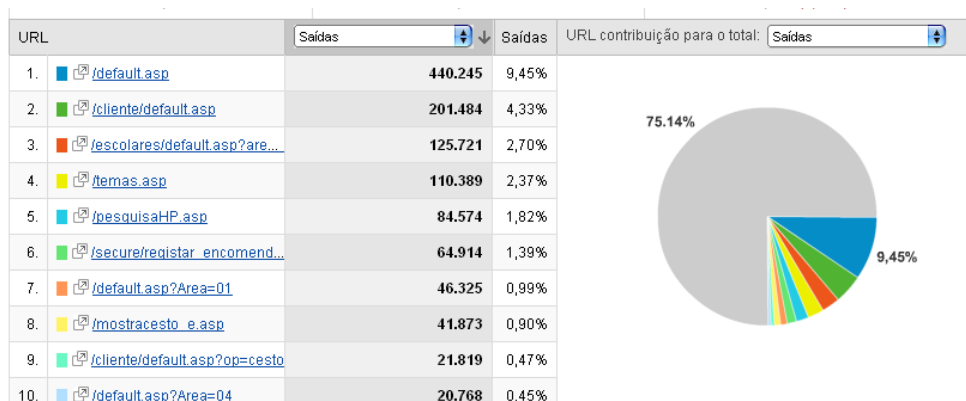 URL Saídas Saídas URL contribuição para o total: Saídas
1. /default.asp 440.245 9,45%
2. /cliente/default.asp 201.484 4,33%
3. /escolares/default.asp?are... 125.721 2,70%
4. /temas.asp 110.389 2,37%
5. /pesquisaHP.asp 84.574 1,82%
6. /secure/registar_encomend... 64.914 1,39%
7. /default.asp?Area=01 46.325 0,99%
8. /mostracesto_e.asp 41.873 0,90%
9. /cliente/default.asp?op=cesto 21.819 0,47%
10. /default.asp?Area=04 20.768 0,45%
75.14%
9,45%